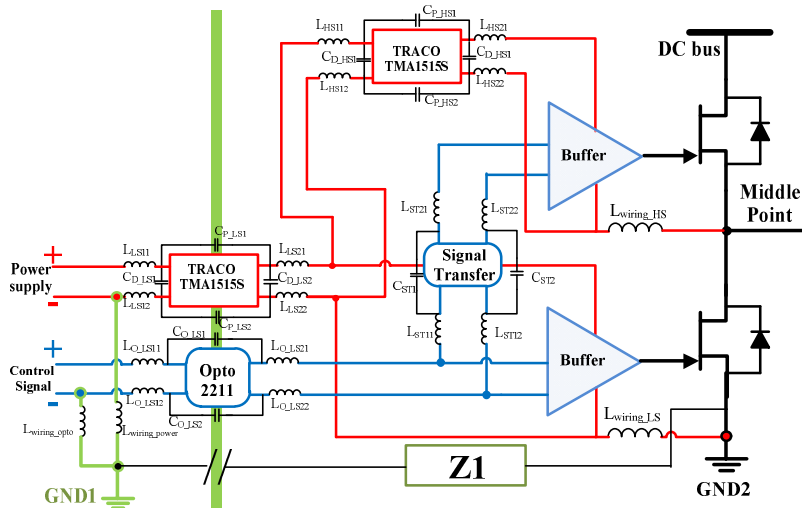 C_P_HS1
L_HS11
L_HS21
TRACO
TMA1515S
C_D_HS1
C_D_HS1
L_HS12
L_HS22
C_P_HS2
DC bus
Buffer
Middle
Point
L_wiring_HS
L_ST21
L_ST22
Signal
Transfer
C_ST1
C_ST2
L_ST11
L_ST12
C_P_LS1
L_LS11
L_LS21
+
Power
supply
-
TRACO
TMA1515S
C_D_LS1
C_D_LS2
L_LS12
L_LS22
C_P_LS2
C_O_LS1
L_O_LS11
L_O_LS21
+
Control
Signal
-
Opto
2211
L_O_LS12
L_O_LS22
C_O_LS2
Buffer
L_wiring_LS
L_wiring_opto
L_wiring_power
GND1
Z1
GND2